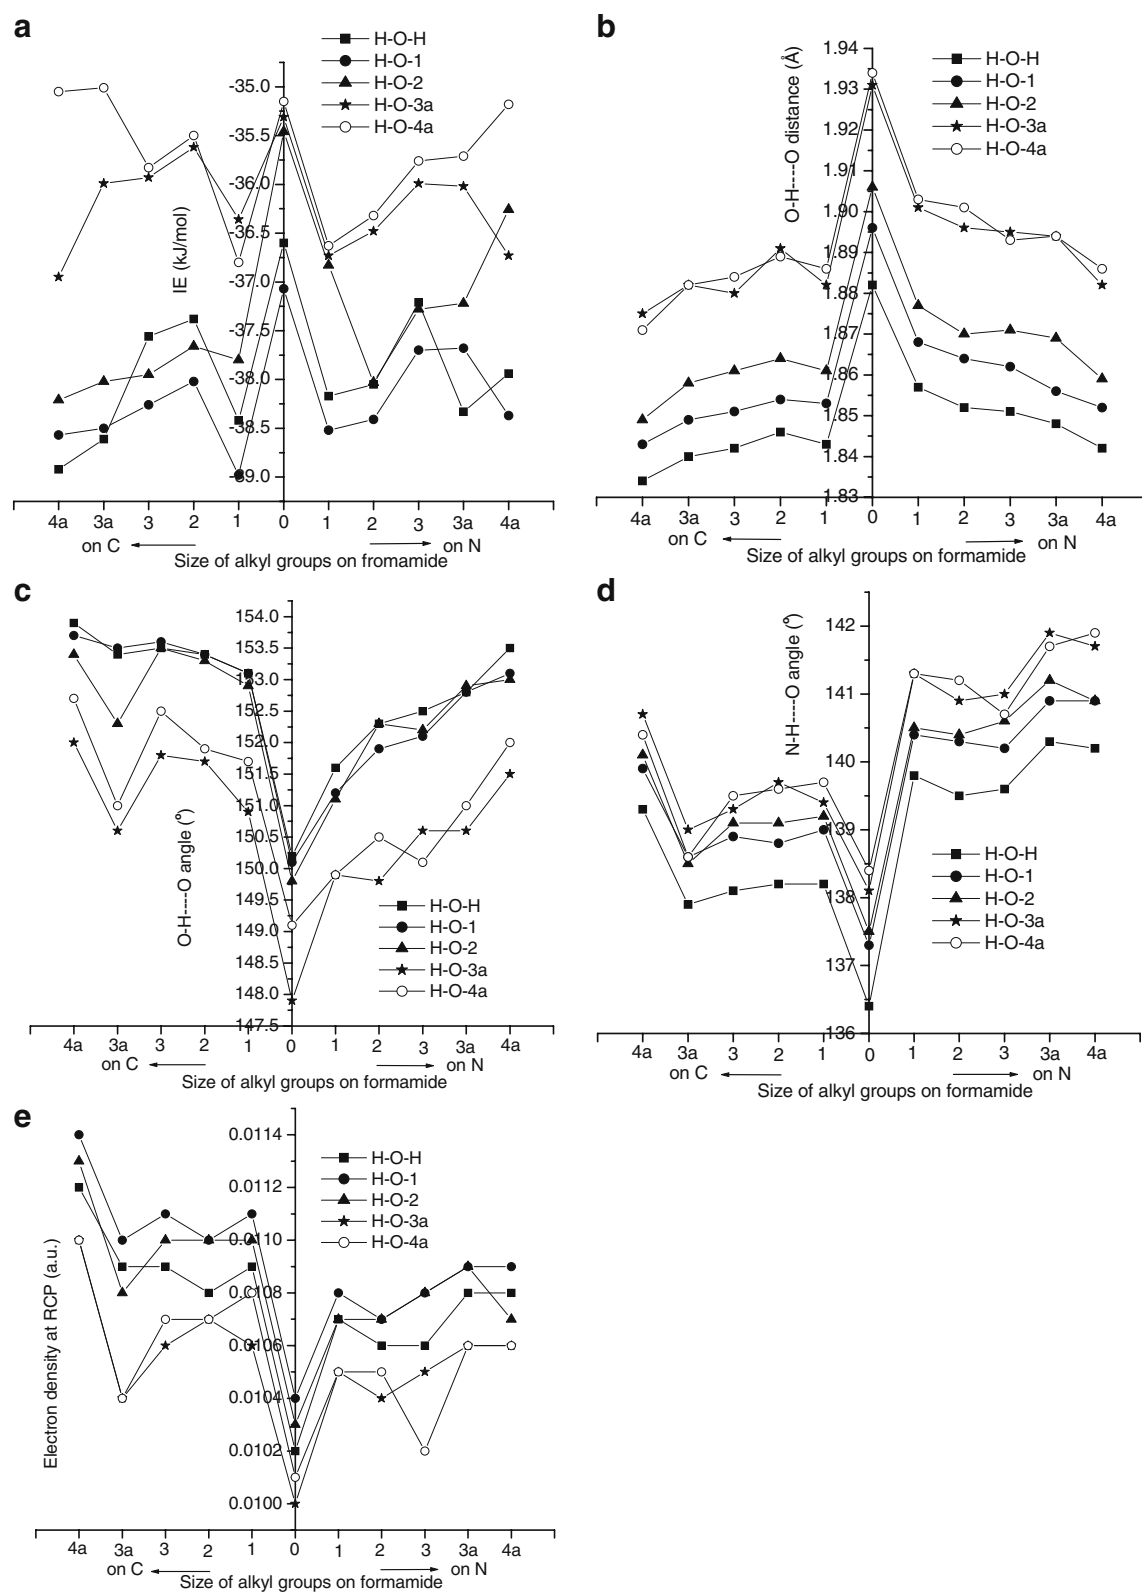 a
H-O-H
H-O-1
H-O-2
H-O-3a
H-O-4a
IE (kJ/mol)
-35.0
-35.5
-36.0
-36.5
-37.0
-37.5
-38.0
-38.5
-39.0
4a 3a 3 2 1 0 1 2 3 3a 4a
on C on N
Size of alkyl groups on fromamide
b
H-O-H
H-O-1
H-O-2
H-O-3a
H-O-4a
O-H----O distance (Å)
1.94
1.93
1.92
1.91
1.90
1.89
1.88
1.87
1.86
1.85
1.84
1.83
4a 3a 3 2 1 0 1 2 3 3a 4a
on C on N
Size of alkyl groups on formamide
c
154.0
153.5
153.0
152.5
152.0
151.5
151.0
150.5
150.0
149.5
149.0
148.5
148.0
147.5
O-H----O angle (°)
H-O-H
H-O-1
H-O-2
H-O-3a
H-O-4a
4a 3a 3 2 1 0 1 2 3 3a 4a
on C on N
Size of alkyl groups on formamide
d
142
141
140
139
138
137
136
N-H----O angle (°)
H-O-H
H-O-1
H-O-2
H-O-3a
H-O-4a
4a 3a 3 2 1 0 1 2 3 3a 4a
on C on N
Size of alkyl groups on formamide
e
0.0114
0.0112
0.0110
0.0108
0.0106
0.0104
0.0102
0.0100
Electron density at RCP (a.u.)
H-O-H
H-O-1
H-O-2
H-O-3a
H-O-4a
4a 3a 3 2 1 0 1 2 3 3a 4a
on C on N
Size of alkyl groups on formamide